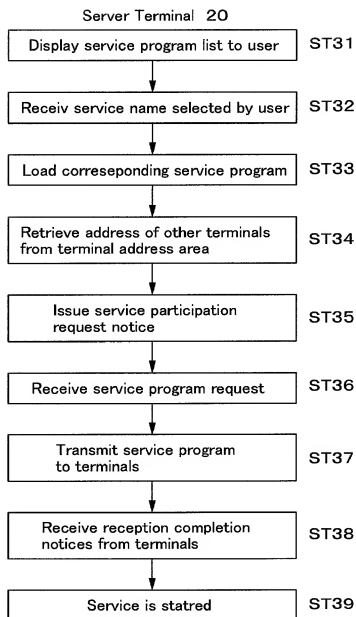 Server Terminal 20
Display service program list to user
ST31
Receiv service name selected by user
ST32
Load correseponding service program
ST33
Retrieve address of other terminals
from terminal address area
ST34
Issue service participation
request notice
ST35
Receive service program request
ST36
Transmit service program
to terminals
ST37
Receive reception completion
notices from terminals
ST38
Service is statred
ST39